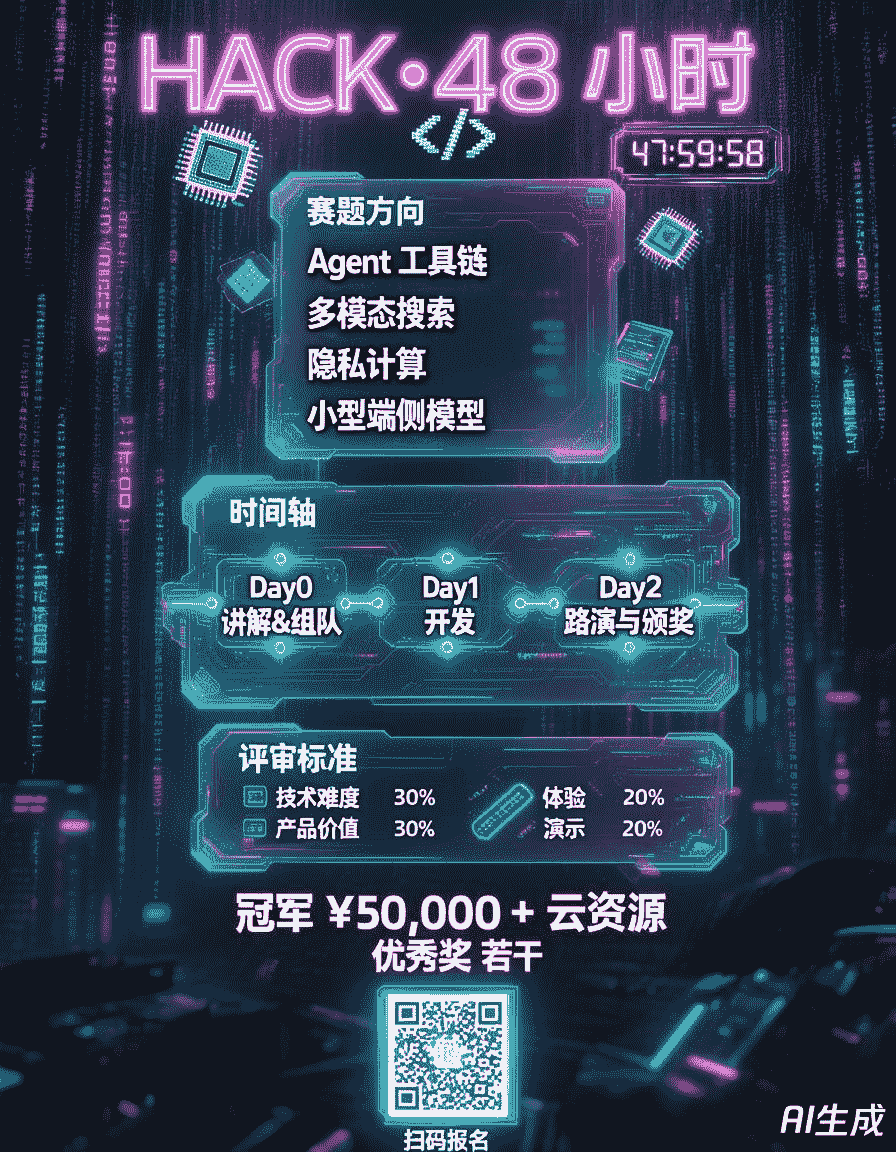 HACK·48 小时
</>
47:59:58
赛题方向
Agent 工具链
多模态搜索
隐私计算
小型端侧模型
时间轴
Day0
讲解&组队
Day1
开发
Day2
路演与颁奖
评审标准
技术难度 30%
体验 20%
产品价值 30%
演示 20%
冠军 ¥50,000 + 云资源
优秀奖 若干
扫码报名
AI生成